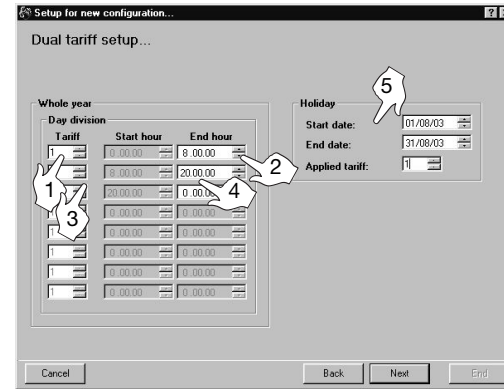 Setup for new configuration...
Dual tariff setup...
Whole year
Day division
Tariff Start hour End hour
1 0 .00.00 8 .00.00
8 .00.00 20.00.00
20.00.00 0 .00.00
0 .00.00 0 .00.00
1 0 .00.00 0 .00.00
1 0 .00.00 0 .00.00
1 0 .00.00 0 .00.00
1 0 .00.00 0 .00.00
1
2
3
4
5
Holiday
Start date: 01/08/03
End date: 31/08/03
Applied tariff: 1
Cancel Back Next End